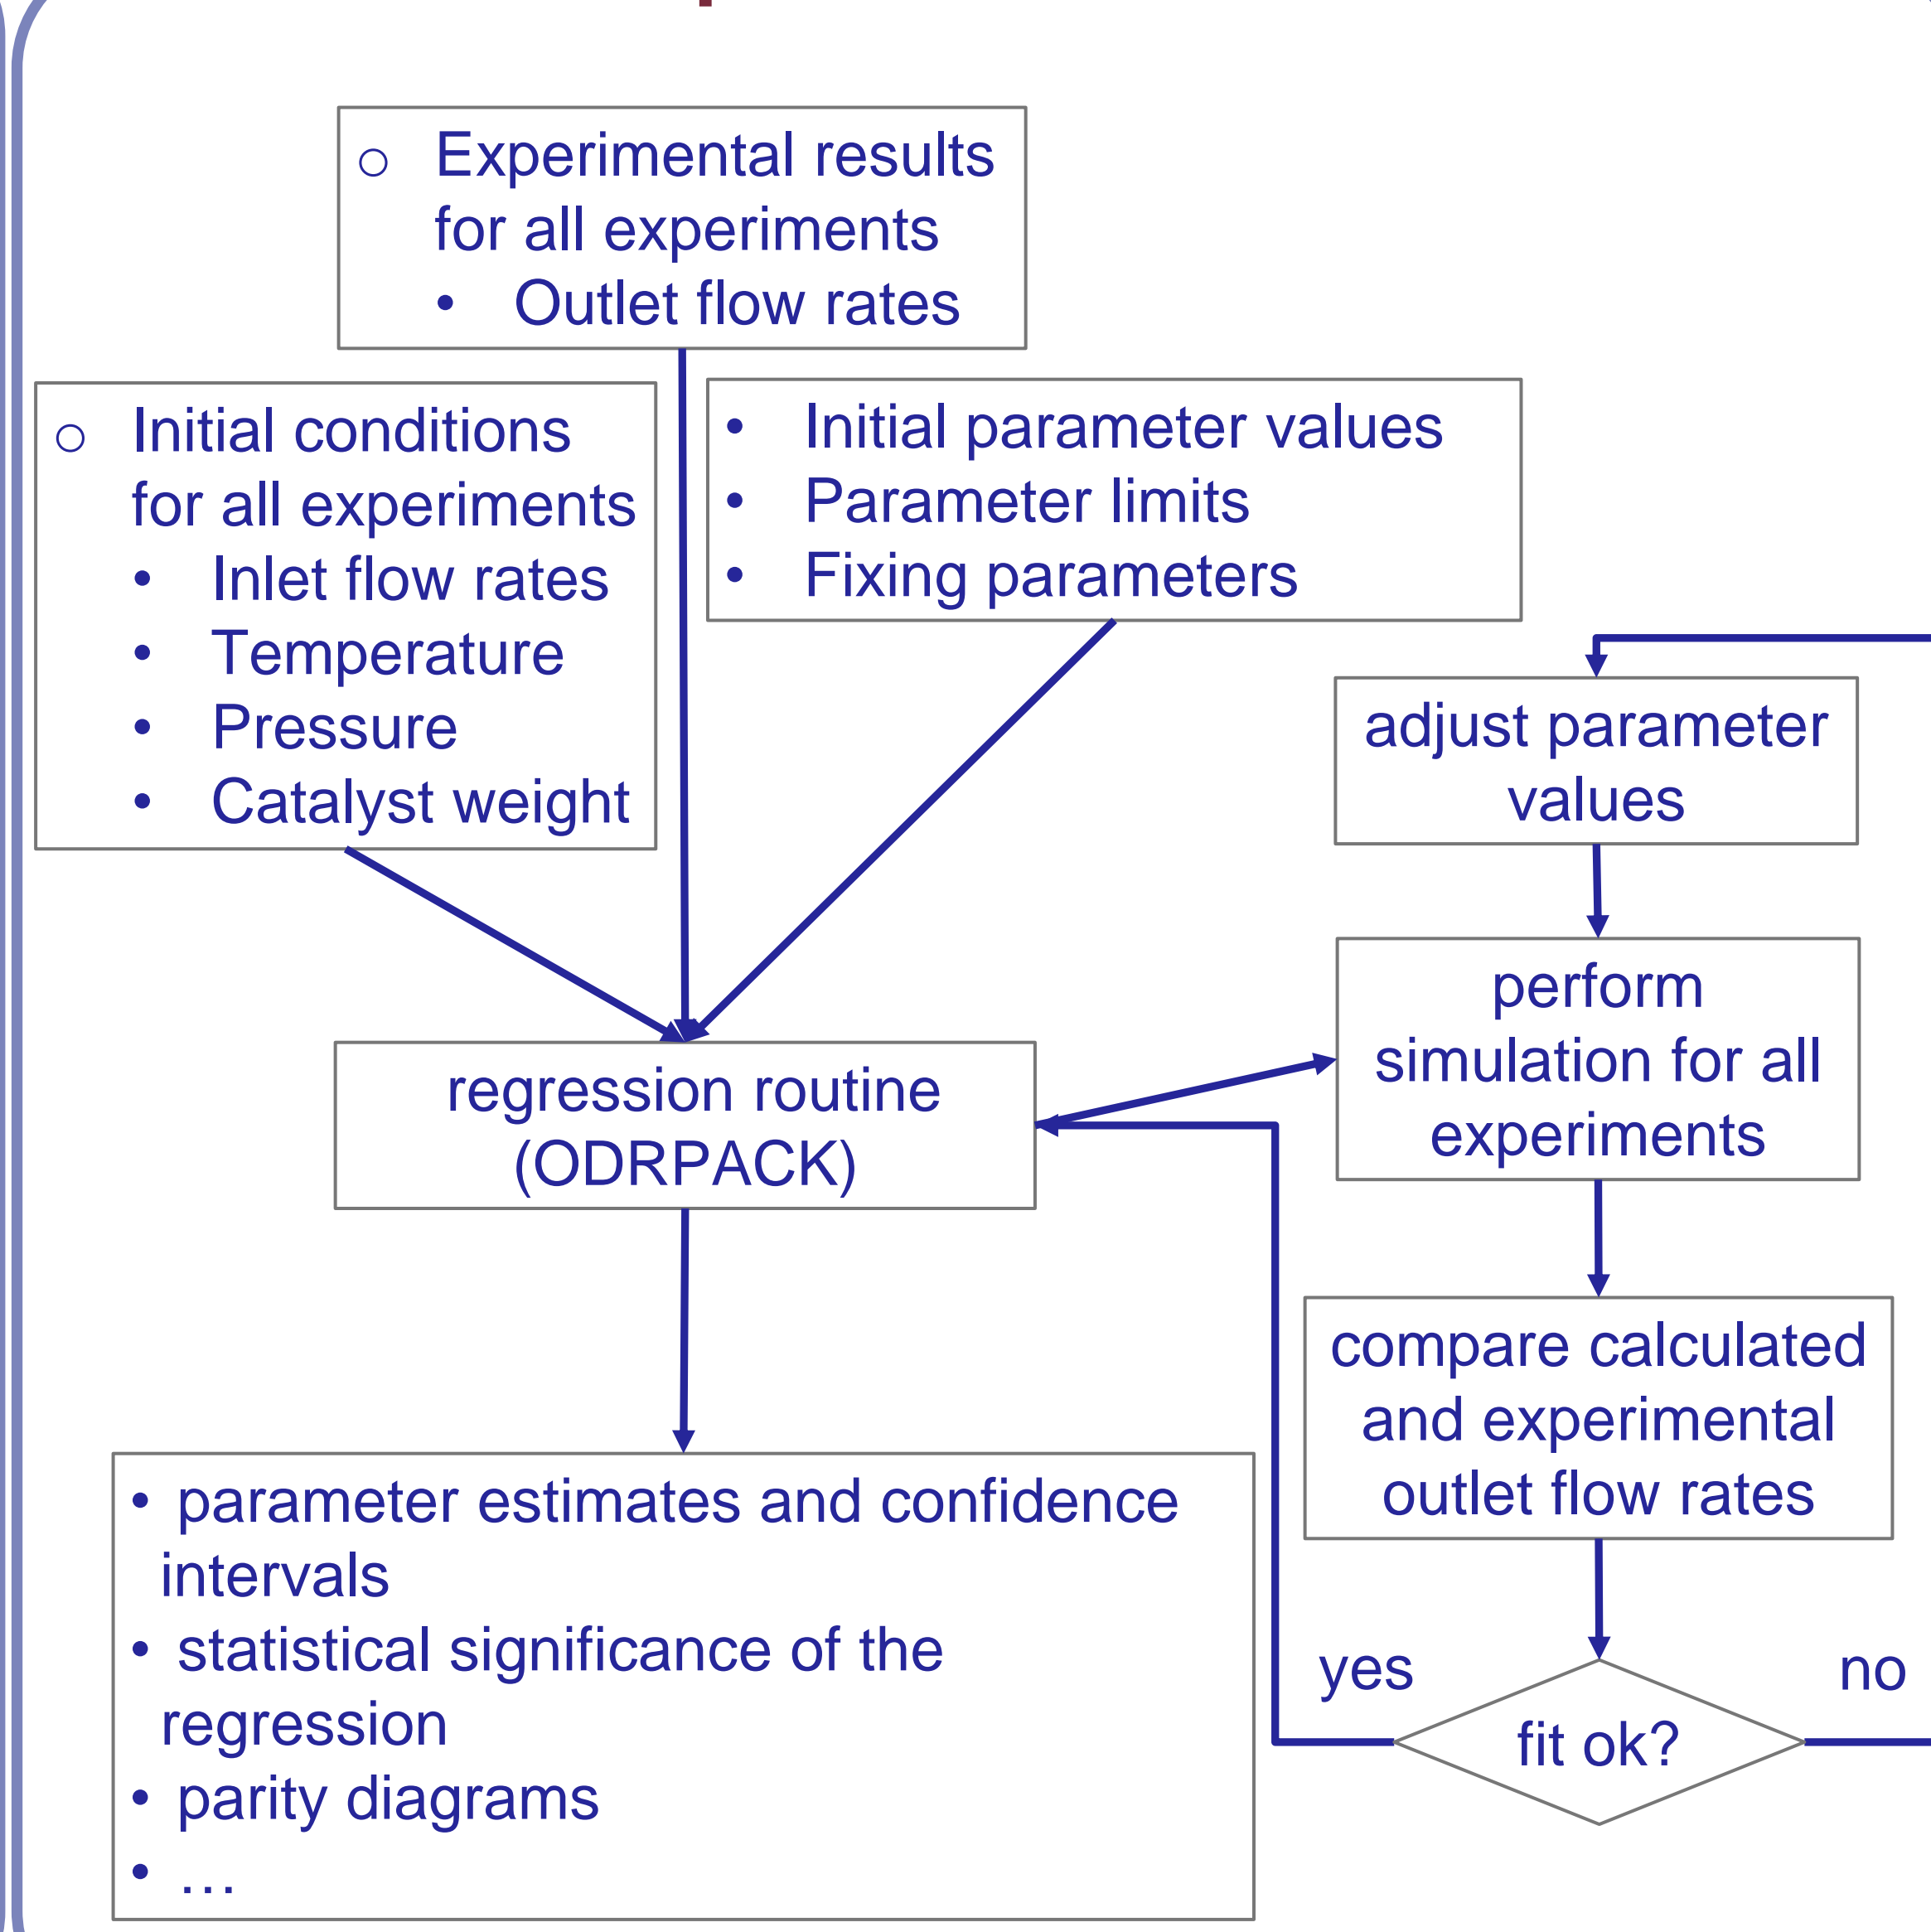 ○ Experimental results
for all experiments
• Outlet flow rates
○ Initial conditions
for all experiments
• Inlet flow rates
• Temperature
• Pressure
• Catalyst weight
• Initial parameter values
• Parameter limits
• Fixing parameters
adjust parameter
values
perform
simulation for all
experiments
regression routine
(ODRPACK)
compare calculated
and experimental
outlet flow rates
• parameter estimates and confidence
intervals
• statistical significance of the
regression
• parity diagrams
• …
yes
no
fit ok?